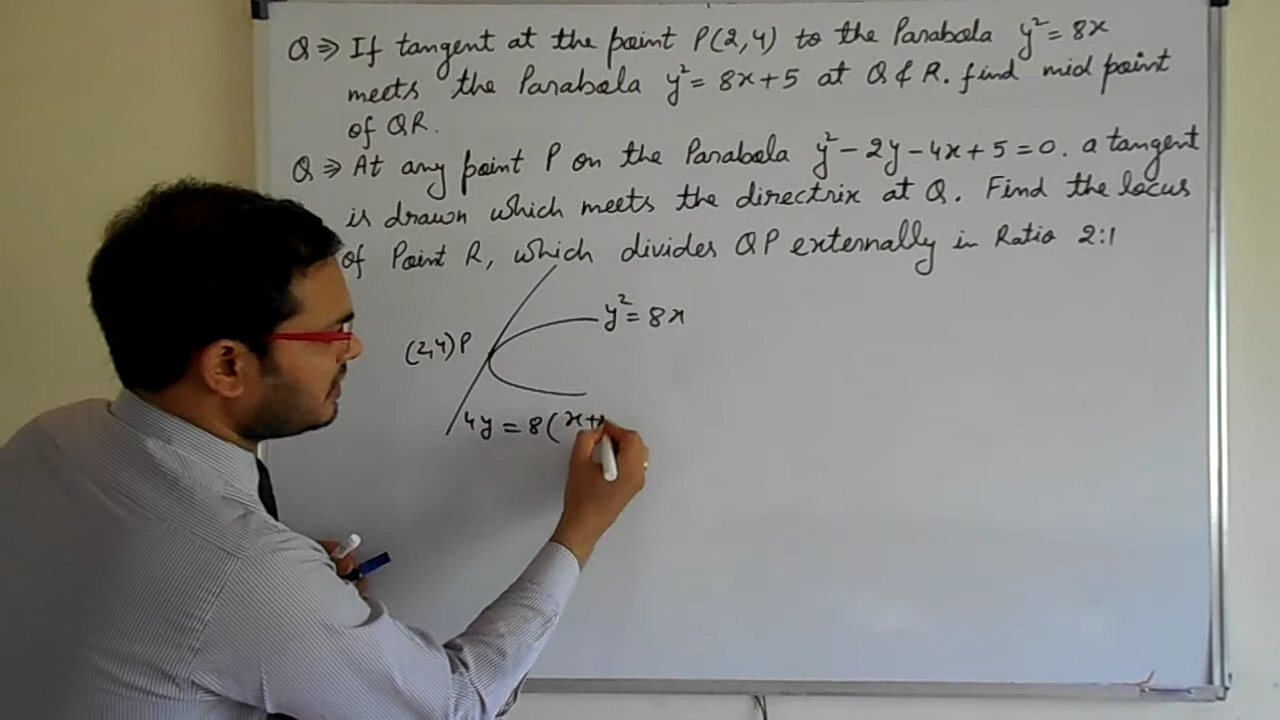 Q ⇒ If tangent at the point P(2,4) to the Parabola y² = 8x
meets the Parabola y² = 8x+5 at Q & R. find mid point
of QR.
Q ⇒ At any point P on the Parabola y² - 2y - 4x + 5 = 0. a tangent
is drawn which meets the directrix at Q. Find the locus
of Point R, which divides QP externally in Ratio 2:1
y² = 8x
(2,4) P
4y = 8(x+